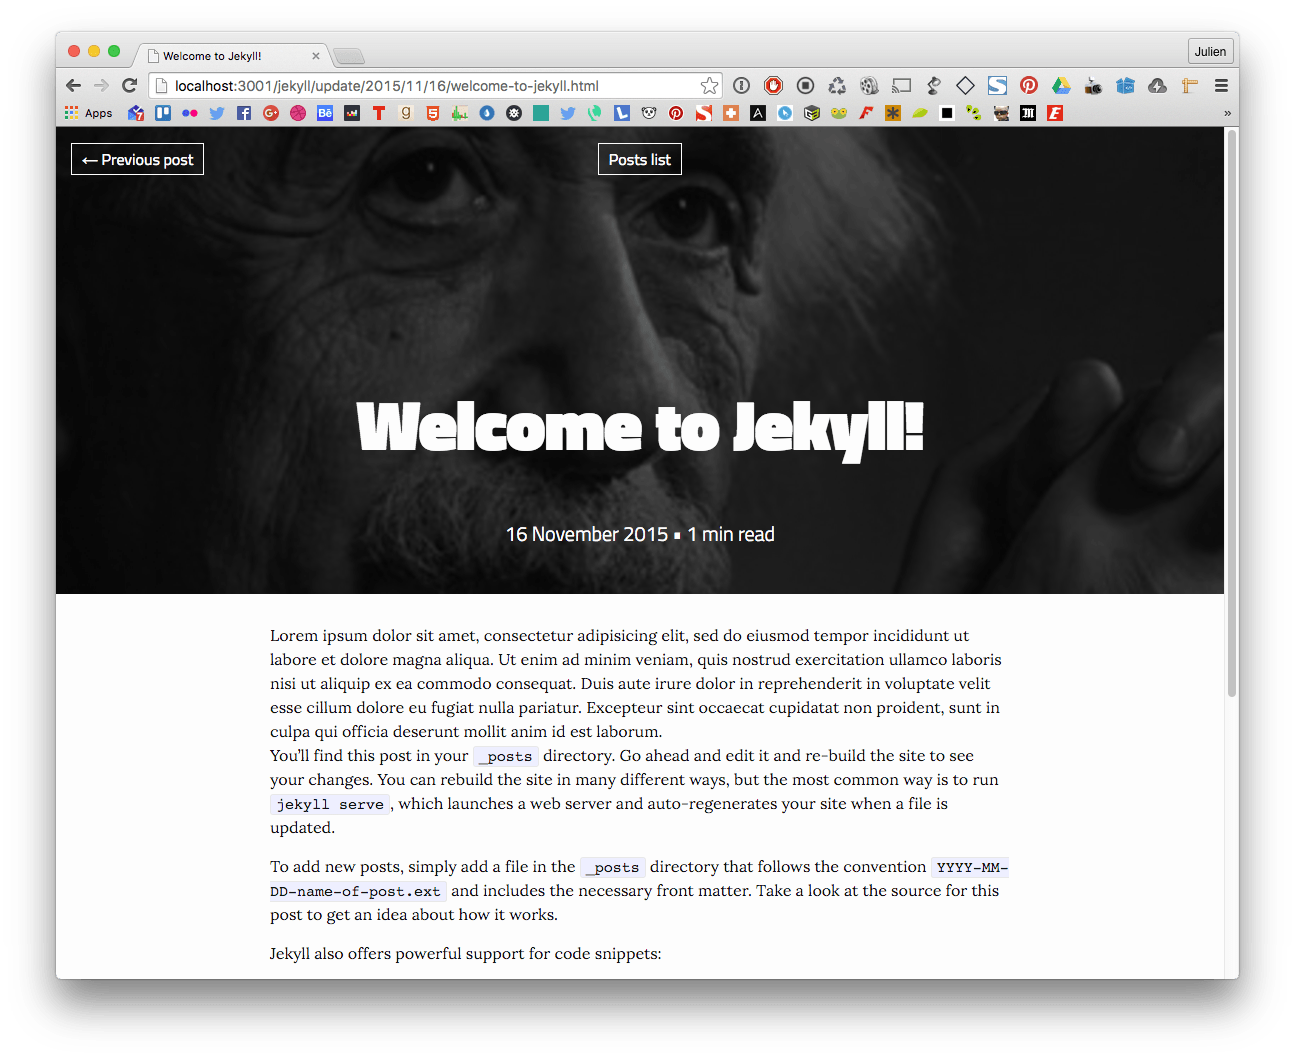 Welcome to Jekyll!
Julien
localhost:3001/jekyll/update/2015/11/16/welcome-to-jekyll.html
Apps
← Previous post
Posts list
Welcome to Jekyll!
16 November 2015 ▪ 1 min read
Lorem ipsum dolor sit amet, consectetur adipisicing elit, sed do eiusmod tempor incididunt ut
labore et dolore magna aliqua. Ut enim ad minim veniam, quis nostrud exercitation ullamco laboris
nisi ut aliquip ex ea commodo consequat. Duis aute irure dolor in reprehenderit in voluptate velit
esse cillum dolore eu fugiat nulla pariatur. Excepteur sint occaecat cupidatat non proident, sunt in
culpa qui officia deserunt mollit anim id est laborum.
You’ll find this post in your _posts directory. Go ahead and edit it and re-build the site to see
your changes. You can rebuild the site in many different ways, but the most common way is to run
jekyll serve, which launches a web server and auto-regenerates your site when a file is
updated.
To add new posts, simply add a file in the _posts directory that follows the convention YYYY-MM-
DD-name-of-post.ext and includes the necessary front matter. Take a look at the source for this
post to get an idea about how it works.
Jekyll also offers powerful support for code snippets: